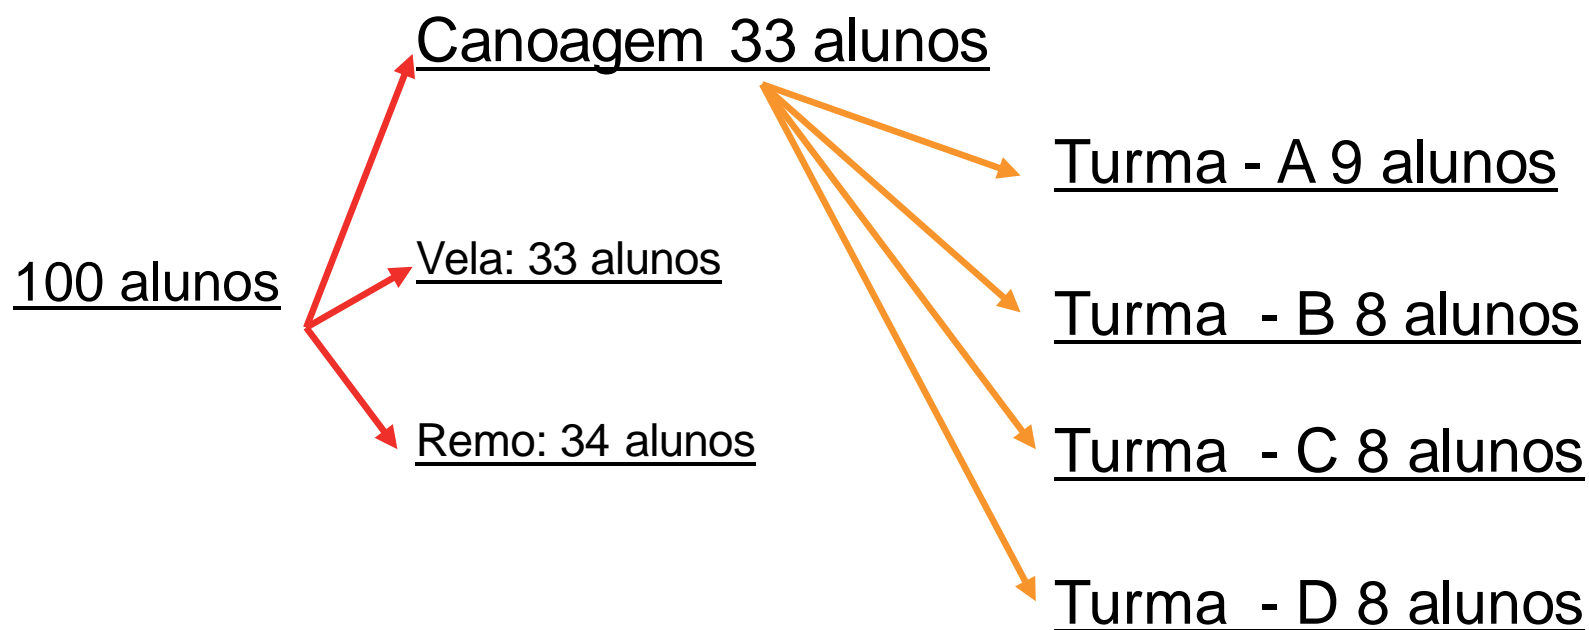 Canoagem 33 alunos
Turma - A 9 alunos
Vela: 33 alunos
100 alunos
Turma - B 8 alunos
Remo: 34 alunos
Turma - C 8 alunos
Turma - D 8 alunos